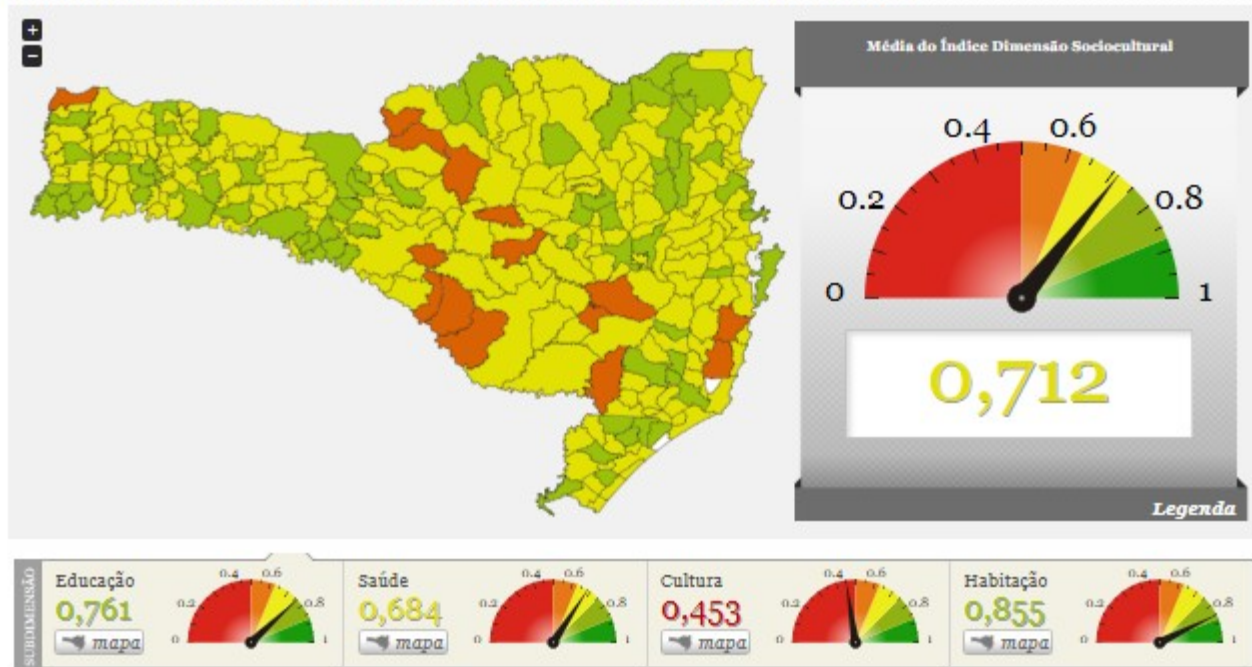 +
−
Média do Índice Dimensão Sociocultural
0 0.2 0.4 0.6 0.8 1
0,712
Legenda
SUBDIMENSÃO
Educação
0,761
mapa
0 0.2 0.4 0.6 0.8 1
Saúde
0,684
mapa
0 0.2 0.4 0.6 0.8 1
Cultura
0,453
mapa
0 0.2 0.4 0.6 0.8 1
Habitação
0,855
mapa
0 0.2 0.4 0.6 0.8 1